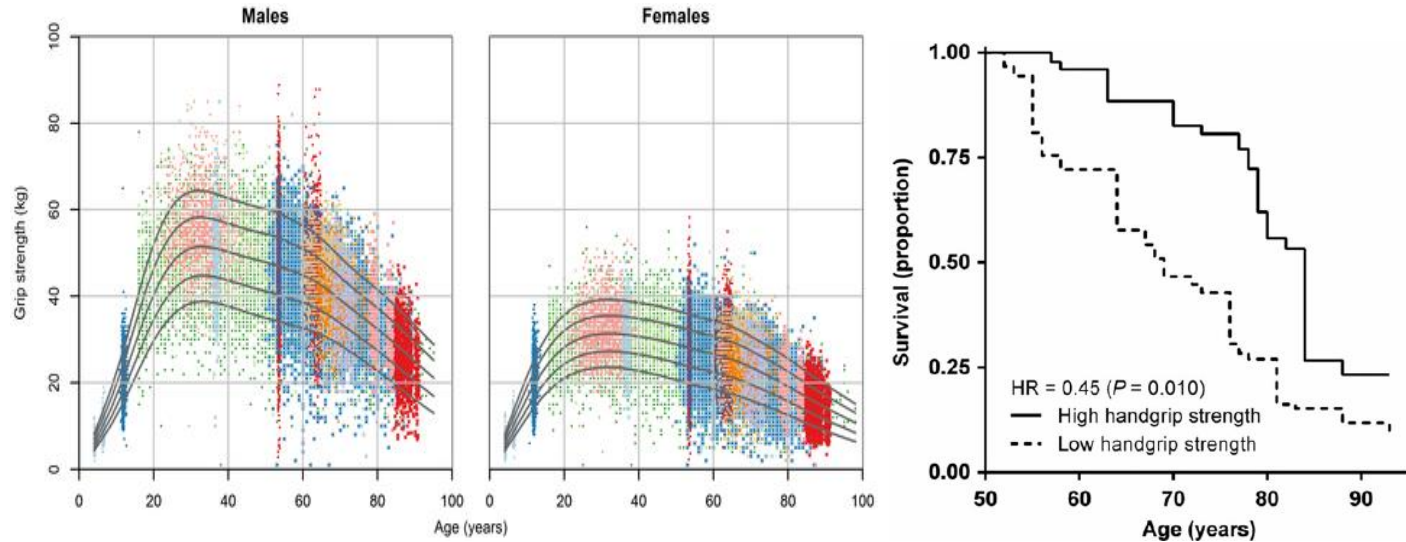 Males
Females
Grip strength (kg)
100
80
60
40
20
0
0 20 40 60 80 100
0 20 40 60 80 100
Age (years)
Survival (proportion)
1.00
0.75
0.50
0.25
0.00
HR = 0.45 (P = 0.010)
High handgrip strength
Low handgrip strength
50 60 70 80 90
Age (years)